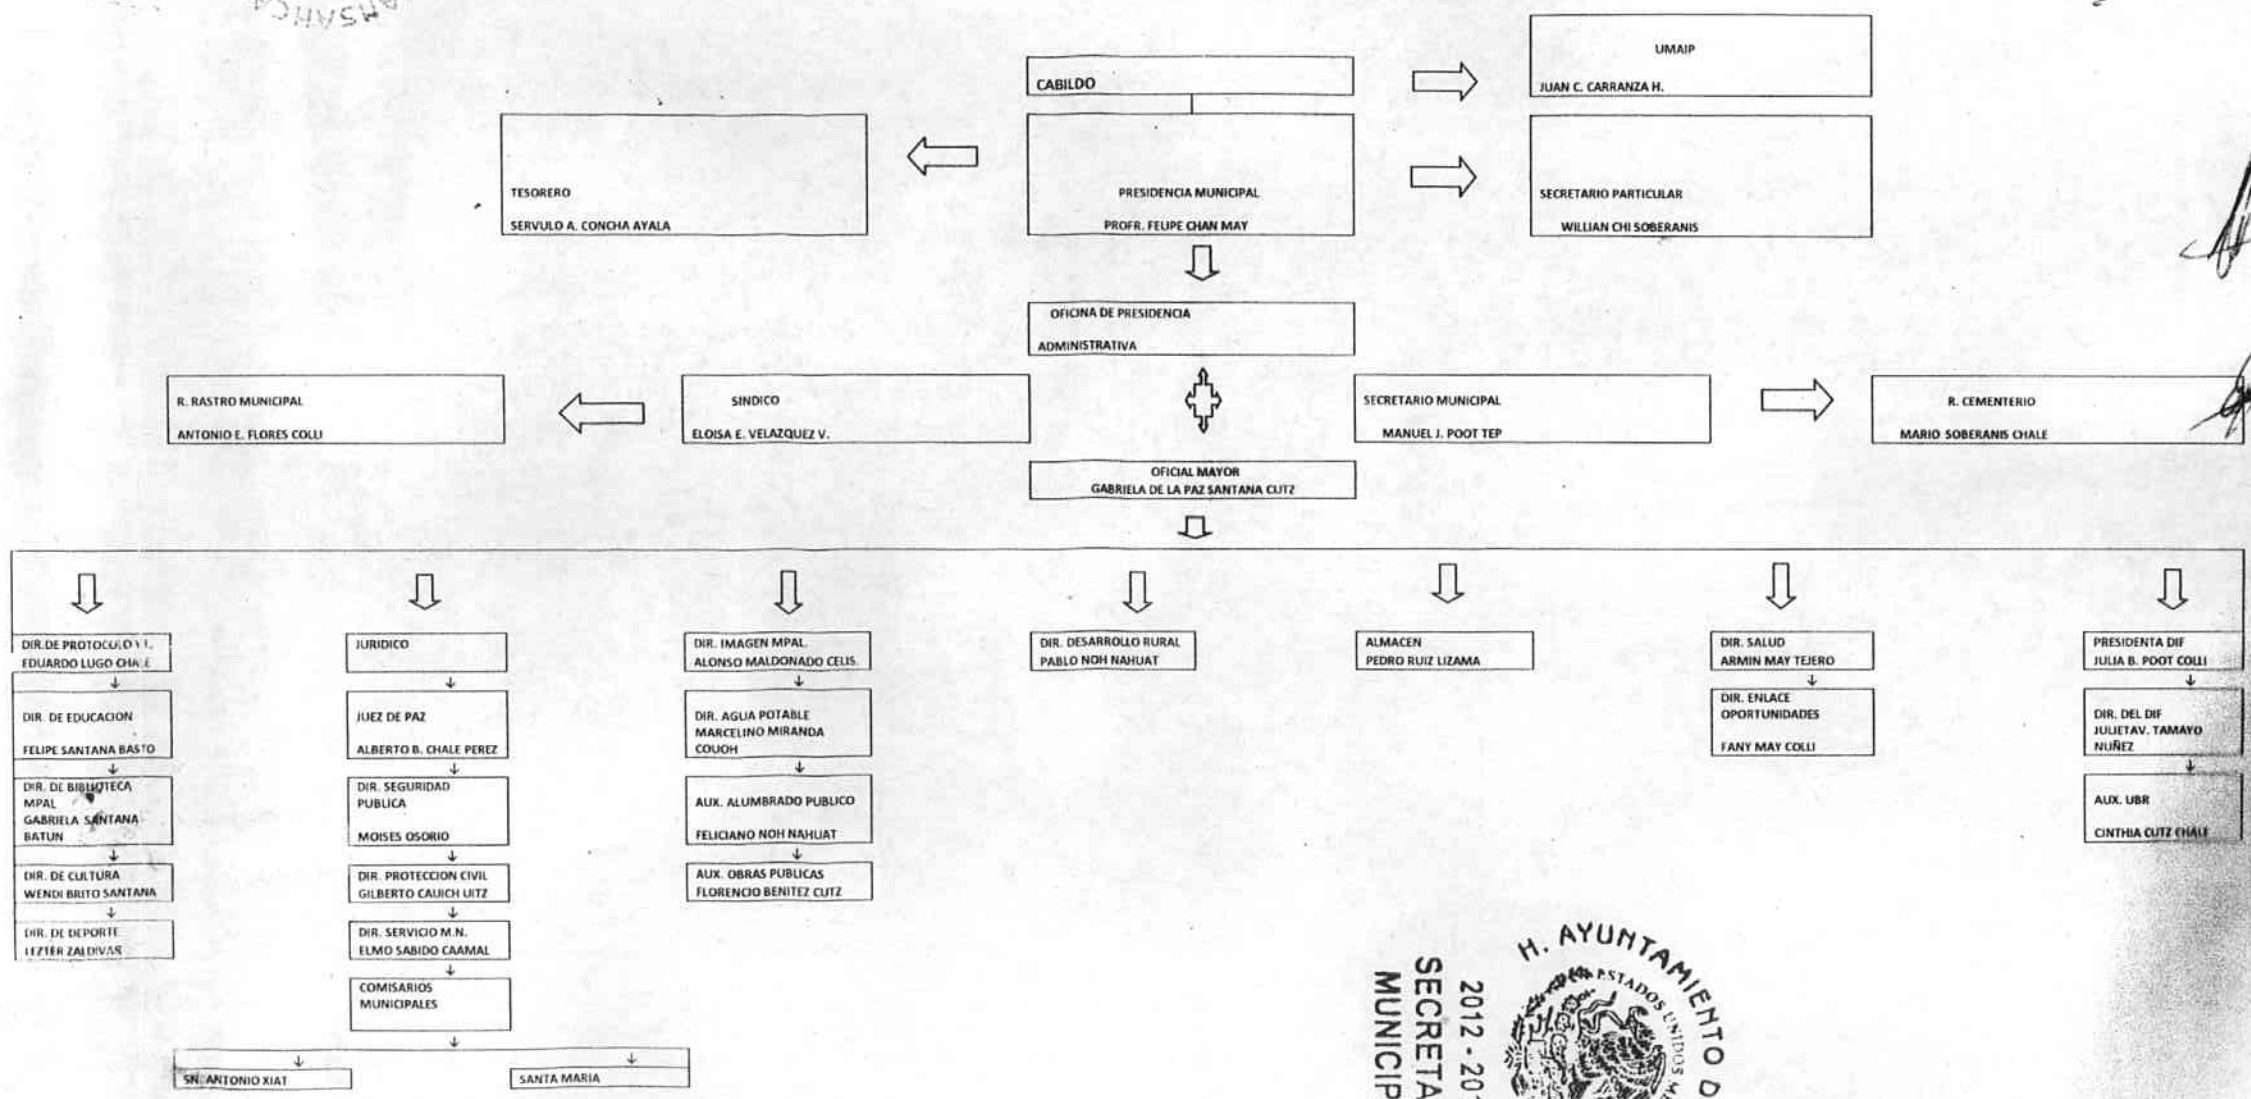 UMAIP
CABILDO
JUAN C. CARRANZA H.
TESORERO
SERVULO A. CONCHA AYALA
PRESIDENCIA MUNICIPAL
PROFR. FELIPE CHAN MAY
SECRETARIO PARTICULAR
WILLIAN CHI SOBERANIS
OFICINA DE PRESIDENCIA
ADMINISTRATIVA
R. RASTRO MUNICIPAL
ANTONIO E. FLORES COLLI
SINDICO
ELOISA E. VELAZQUEZ V.
SECRETARIO MUNICIPAL
MANUEL J. POOT TEP
R. CEMENTERIO
MARIO SOBERANIS CHALE
OFICIAL MAYOR
GABRIELA DE LA PAZ SANTANA CUTZ
DIR.DE PROTOCOLO
EDUARDO LUGO CHALE
DIR. DE EDUCACION
FELIPE SANTANA BASTO
DIR. DE BIBLIOTECA
MPAL
GABRIELA SANTANA
BATUN
DIR. DE CULTURA
WENDI BRITO SANTANA
DIR. DE DEPORTE
LEZTER ZALDIVAR
JURIDICO
JUEZ DE PAZ
ALBERTO B. CHALE PEREZ
DIR. SEGURIDAD
PUBLICA
MOISES OSORIO
DIR. PROTECCION CIVIL
GILBERTO CAUICH UITZ
DIR. SERVICIO M.N.
ELMO SABIDO CAAMAL
COMISARIOS
MUNICIPALES
SN. ANTONIO XIAT
SANTA MARIA
DIR. IMAGEN MPAL.
ALONSO MALDONADO CELIS.
DIR. AGUA POTABLE
MARCELINO MIRANDA
COUOH
AUX. ALUMBRADO PUBLICO
FELICIANO NOH NAHUAT
AUX. OBRAS PUBLICAS
FLORENCIO BENITEZ CUTZ
DIR. DESARROLLO RURAL
PABLO NOH NAHUAT
ALMACEN
PEDRO RUIZ LIZAMA
DIR. SALUD
ARMIN MAY TEJERO
DIR. ENLACE
OPORTUNIDADES
FANY MAY COLLI
PRESIDENTA DIF
JULIA B. POOT COLLI
DIR. DEL DIF
JULIETAV. TAMAYO
NUÑEZ
AUX. UBR
CINTHIA CUTZ CHALE
H. AYUNTAMIENTO D
ESTADOS UNIDOS
2012 - 201
SECRETA
MUNICIP